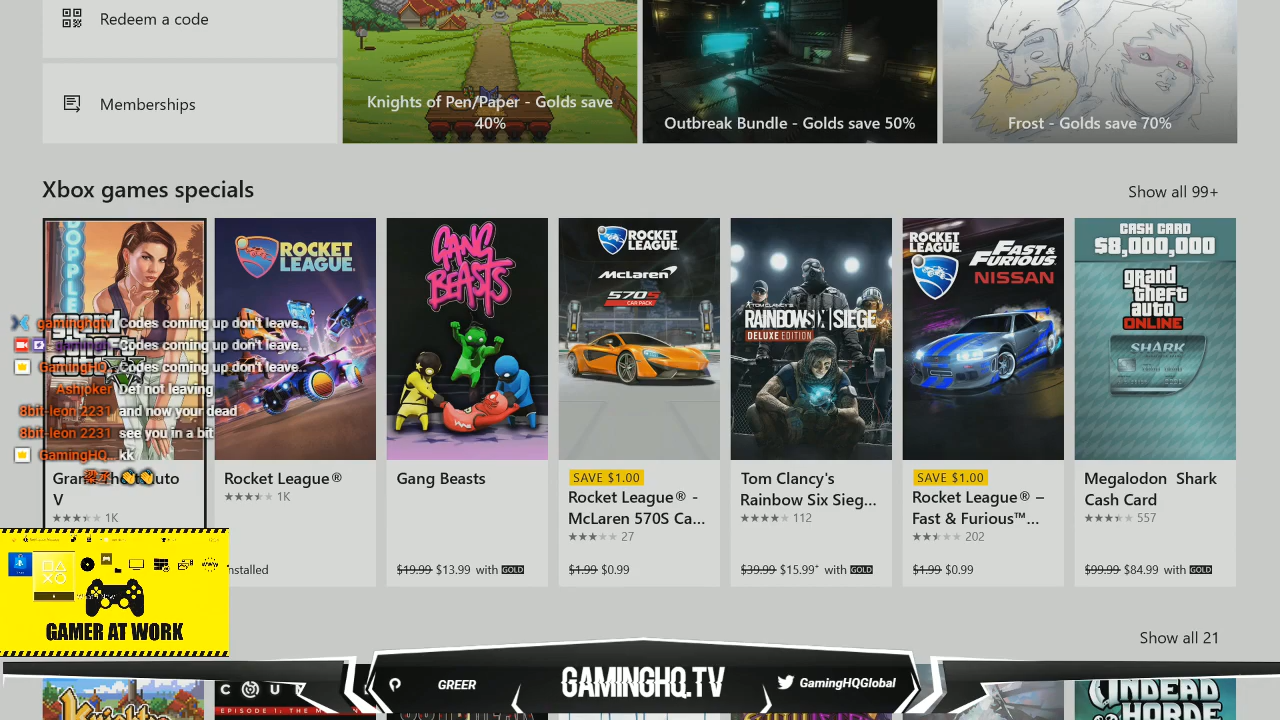 Redeem a code
Memberships
Knights of Pen/Paper - Golds save
40%
Outbreak Bundle - Golds save 50%
Frost - Golds save 70%
Xbox games specials
Show all 99+
ROCKET
LEAGUE
GANG
BEASTS
ROCKET
LEAGUE
McLaren
570S
CAR PACK
TOM CLANCY'S
RAINBOW SIX SIEGE
DELUXE EDITION
ROCKET
LEAGUE
FAST &
FURIOUS
NISSAN
CASH CARD
$8,000,000
grand
theft
auto
ONLINE
SHARK
gaminghqtv Codes coming up don't leave..
Codes coming up don't leave..
GamingHQ... Codes coming up don't leave..
Ashjoker Def not leaving
8bit-leon 2231 and now your dead
8bit-leon 2231 see you in a bit
GamingHQ... kk
Grand Theft Auto
V
1K
Rocket League®
1K
Installed
Gang Beasts
$19.99 $13.99 with GOLD
SAVE $1.00
Rocket League® -
McLaren 570S Ca...
27
$1.99 $0.99
Tom Clancy's
Rainbow Six Sieg...
112
$39.99 $15.99+ with GOLD
SAVE $1.00
Rocket League® –
Fast & Furious™...
202
$1.99 $0.99
Megalodon Shark
Cash Card
557
$99.99 $84.99 with GOLD
GAMER AT WORK
Show all 21
GREER
GAMINGHQ.TV
GamingHQGlobal
UNDEAD
HORDE